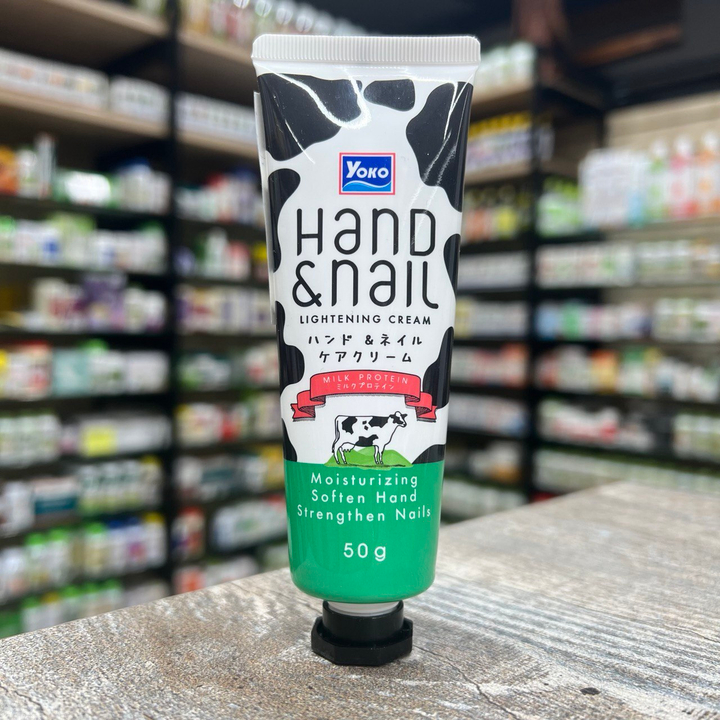 YOKO
Hand
& nail
LIGHTENING CREAM
ハンド & ネイル
ケアクリーム
MILK PROTEIN
ミルクプロテイン
Moisturizing
Soften Hand
Strengthen Nails
50g